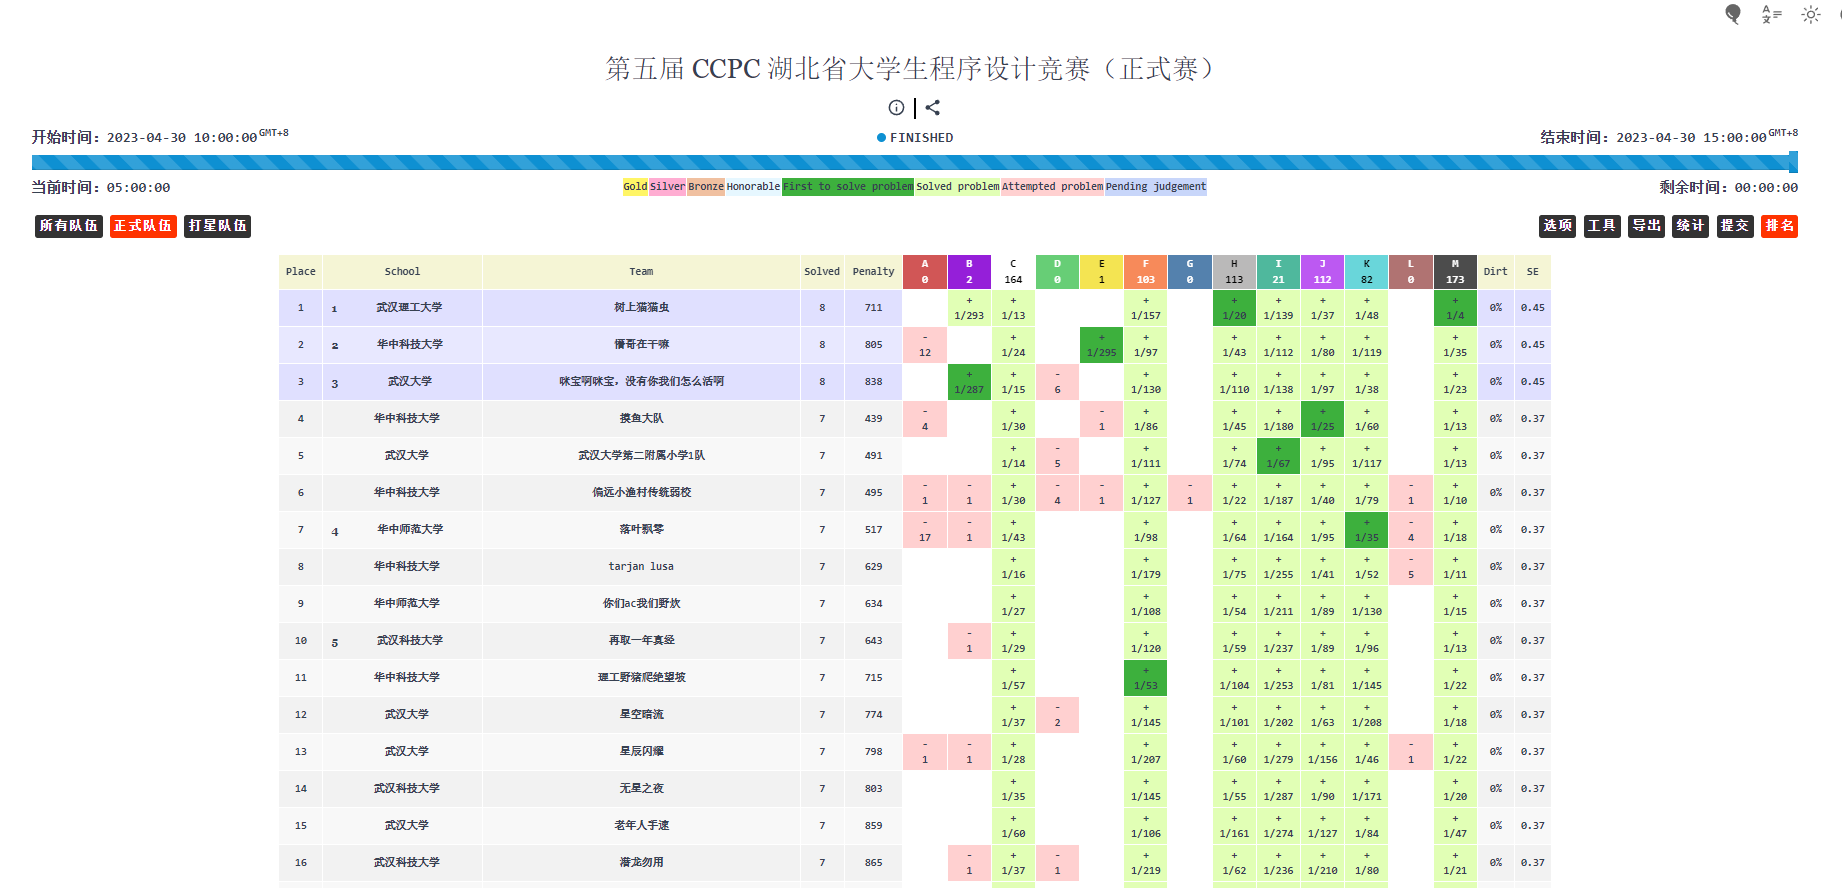 第五届 CCPC 湖北省大学生程序设计竞赛（正式赛）
开始时间：2023-04-30 10:00:00 GMT+8 FINISHED 结束时间：2023-04-30 15:00:00 GMT+8
当前时间：05:00:00 Gold Silver Bronze Honorable First to solve problem Solved problem Attempted problem Pending judgement 剩余时间：00:00:00
所有队伍 正式队伍 打星队伍 选项 工具 导出 统计 提交 排名
Place School Team Solved Penalty A 0 B 2 C 164 D 0 E 1 F 103 G 0 H 113 I 21 J 112 K 82 L 0 M 173 Dirt SE
1 1 武汉理工大学 树上猫猫虫 8 711 + 1/293 + 1/13 + 1/157 + 1/20 + 1/139 + 1/37 + 1/48 + 1/4 0% 0.45
2 2 华中科技大学 懵哥在干嘛 8 805 - 12 + 1/24 + 1/295 + 1/97 + 1/43 + 1/112 + 1/80 + 1/119 + 1/35 0% 0.45
3 3 武汉大学 咪宝啊咪宝，没有你我们怎么活啊 8 838 + 1/287 + 1/15 - 6 + 1/130 + 1/110 + 1/138 + 1/97 + 1/38 + 1/23 0% 0.45
4 华中科技大学 摸鱼大队 7 439 - 4 + 1/30 - 1 + 1/86 + 1/45 + 1/180 + 1/25 + 1/60 + 1/13 0% 0.37
5 武汉大学 武汉大学第二附属小学1队 7 491 + 1/14 - 5 + 1/111 + 1/74 + 1/67 + 1/95 + 1/117 + 1/13 0% 0.37
6 华中科技大学 偏远小渔村传统弱校 7 495 - 1 - 1 + 1/30 - 4 - 1 + 1/127 - 1 + 1/22 + 1/187 + 1/40 + 1/79 - 1 + 1/10 0% 0.37
7 4 华中师范大学 落叶飘零 7 517 - 17 - 1 + 1/43 + 1/98 + 1/64 + 1/164 + 1/95 + 1/35 - 4 + 1/18 0% 0.37
8 华中科技大学 tarjan lusa 7 629 + 1/16 + 1/179 + 1/75 + 1/255 + 1/41 + 1/52 - 5 + 1/11 0% 0.37
9 华中师范大学 你们ac我们野炊 7 634 + 1/27 + 1/108 + 1/54 + 1/211 + 1/89 + 1/130 + 1/15 0% 0.37
10 5 武汉科技大学 再取一年真经 7 643 - 1 + 1/29 + 1/120 + 1/59 + 1/237 + 1/89 + 1/96 + 1/13 0% 0.37
11 华中科技大学 理工野猪爬绝望坡 7 715 + 1/57 + 1/53 + 1/104 + 1/253 + 1/81 + 1/145 + 1/22 0% 0.37
12 武汉大学 星空暗流 7 774 + 1/37 - 2 + 1/145 + 1/101 + 1/202 + 1/63 + 1/208 + 1/18 0% 0.37
13 武汉大学 星辰闪耀 7 798 - 1 - 1 + 1/28 + 1/207 + 1/60 + 1/279 + 1/156 + 1/46 - 1 + 1/22 0% 0.37
14 武汉科技大学 无星之夜 7 803 + 1/35 + 1/145 + 1/55 + 1/287 + 1/90 + 1/171 + 1/20 0% 0.37
15 武汉大学 老年人手速 7 859 + 1/60 + 1/106 + 1/161 + 1/274 + 1/127 + 1/84 + 1/47 0% 0.37
16 武汉科技大学 潜龙勿用 7 865 - 1 + 1/37 - 1 + 1/219 + 1/62 + 1/236 + 1/210 + 1/80 + 1/21 0% 0.37